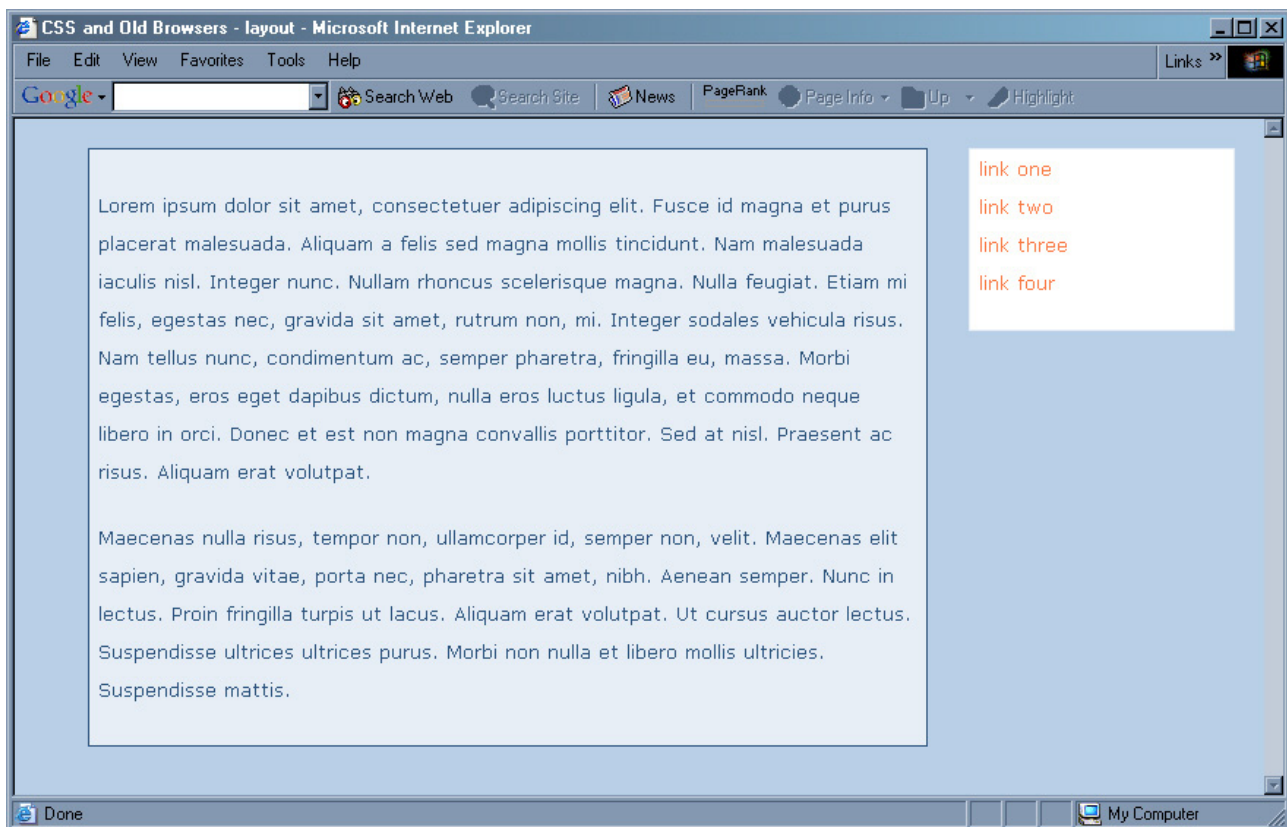 CSS and Old Browsers - layout - Microsoft Internet Explorer
File Edit View Favorites Tools Help Links »
Google Search Web Search Site News PageRank Page Info Up Highlight
Lorem ipsum dolor sit amet, consectetuer adipiscing elit. Fusce id magna et purus
placerat malesuada. Aliquam a felis sed magna mollis tincidunt. Nam malesuada
iaculis nisl. Integer nunc. Nullam rhoncus scelerisque magna. Nulla feugiat. Etiam mi
felis, egestas nec, gravida sit amet, rutrum non, mi. Integer sodales vehicula risus.
Nam tellus nunc, condimentum ac, semper pharetra, fringilla eu, massa. Morbi
egestas, eros eget dapibus dictum, nulla eros luctus ligula, et commodo neque
libero in orci. Donec et est non magna convallis porttitor. Sed at nisl. Praesent ac
risus. Aliquam erat volutpat.
Maecenas nulla risus, tempor non, ullamcorper id, semper non, velit. Maecenas elit
sapien, gravida vitae, porta nec, pharetra sit amet, nibh. Aenean semper. Nunc in
lectus. Proin fringilla turpis ut lacus. Aliquam erat volutpat. Ut cursus auctor lectus.
Suspendisse ultrices ultrices purus. Morbi non nulla et libero mollis ultricies.
Suspendisse mattis.
link one
link two
link three
link four
Done My Computer